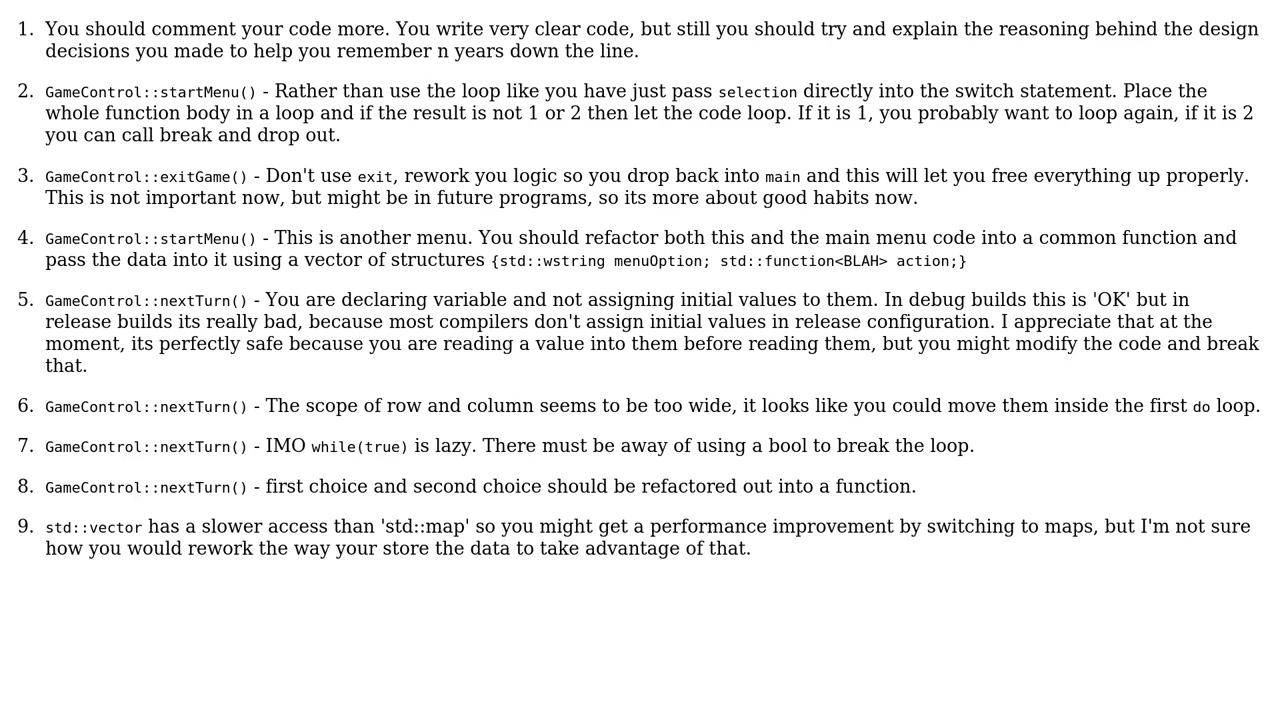 1. You should comment your code more. You write very clear code, but still you should try and explain the reasoning behind the design
decisions you made to help you remember n years down the line.
2. GameControl::startMenu() - Rather than use the loop like you have just pass selection directly into the switch statement. Place the
whole function body in a loop and if the result is not 1 or 2 then let the code loop. If it is 1, you probably want to loop again, if it is 2
you can call break and drop out.
3. GameControl::exitGame() - Don't use exit, rework you logic so you drop back into main and this will let you free everything up properly.
This is not important now, but might be in future programs, so its more about good habits now.
4. GameControl::startMenu() - This is another menu. You should refactor both this and the main menu code into a common function and
pass the data into it using a vector of structures {std::wstring menuOption; std::function<BLAH> action;}
5. GameControl::nextTurn() - You are declaring variable and not assigning initial values to them. In debug builds this is 'OK' but in
release builds its really bad, because most compilers don't assign initial values in release configuration. I appreciate that at the
moment, its perfectly safe because you are reading a value into them before reading them, but you might modify the code and break
that.
6. GameControl::nextTurn() - The scope of row and column seems to be too wide, it looks like you could move them inside the first do loop.
7. GameControl::nextTurn() - IMO while(true) is lazy. There must be away of using a bool to break the loop.
8. GameControl::nextTurn() - first choice and second choice should be refactored out into a function.
9. std::vector has a slower access than 'std::map' so you might get a performance improvement by switching to maps, but I'm not sure
how you would rework the way your store the data to take advantage of that.